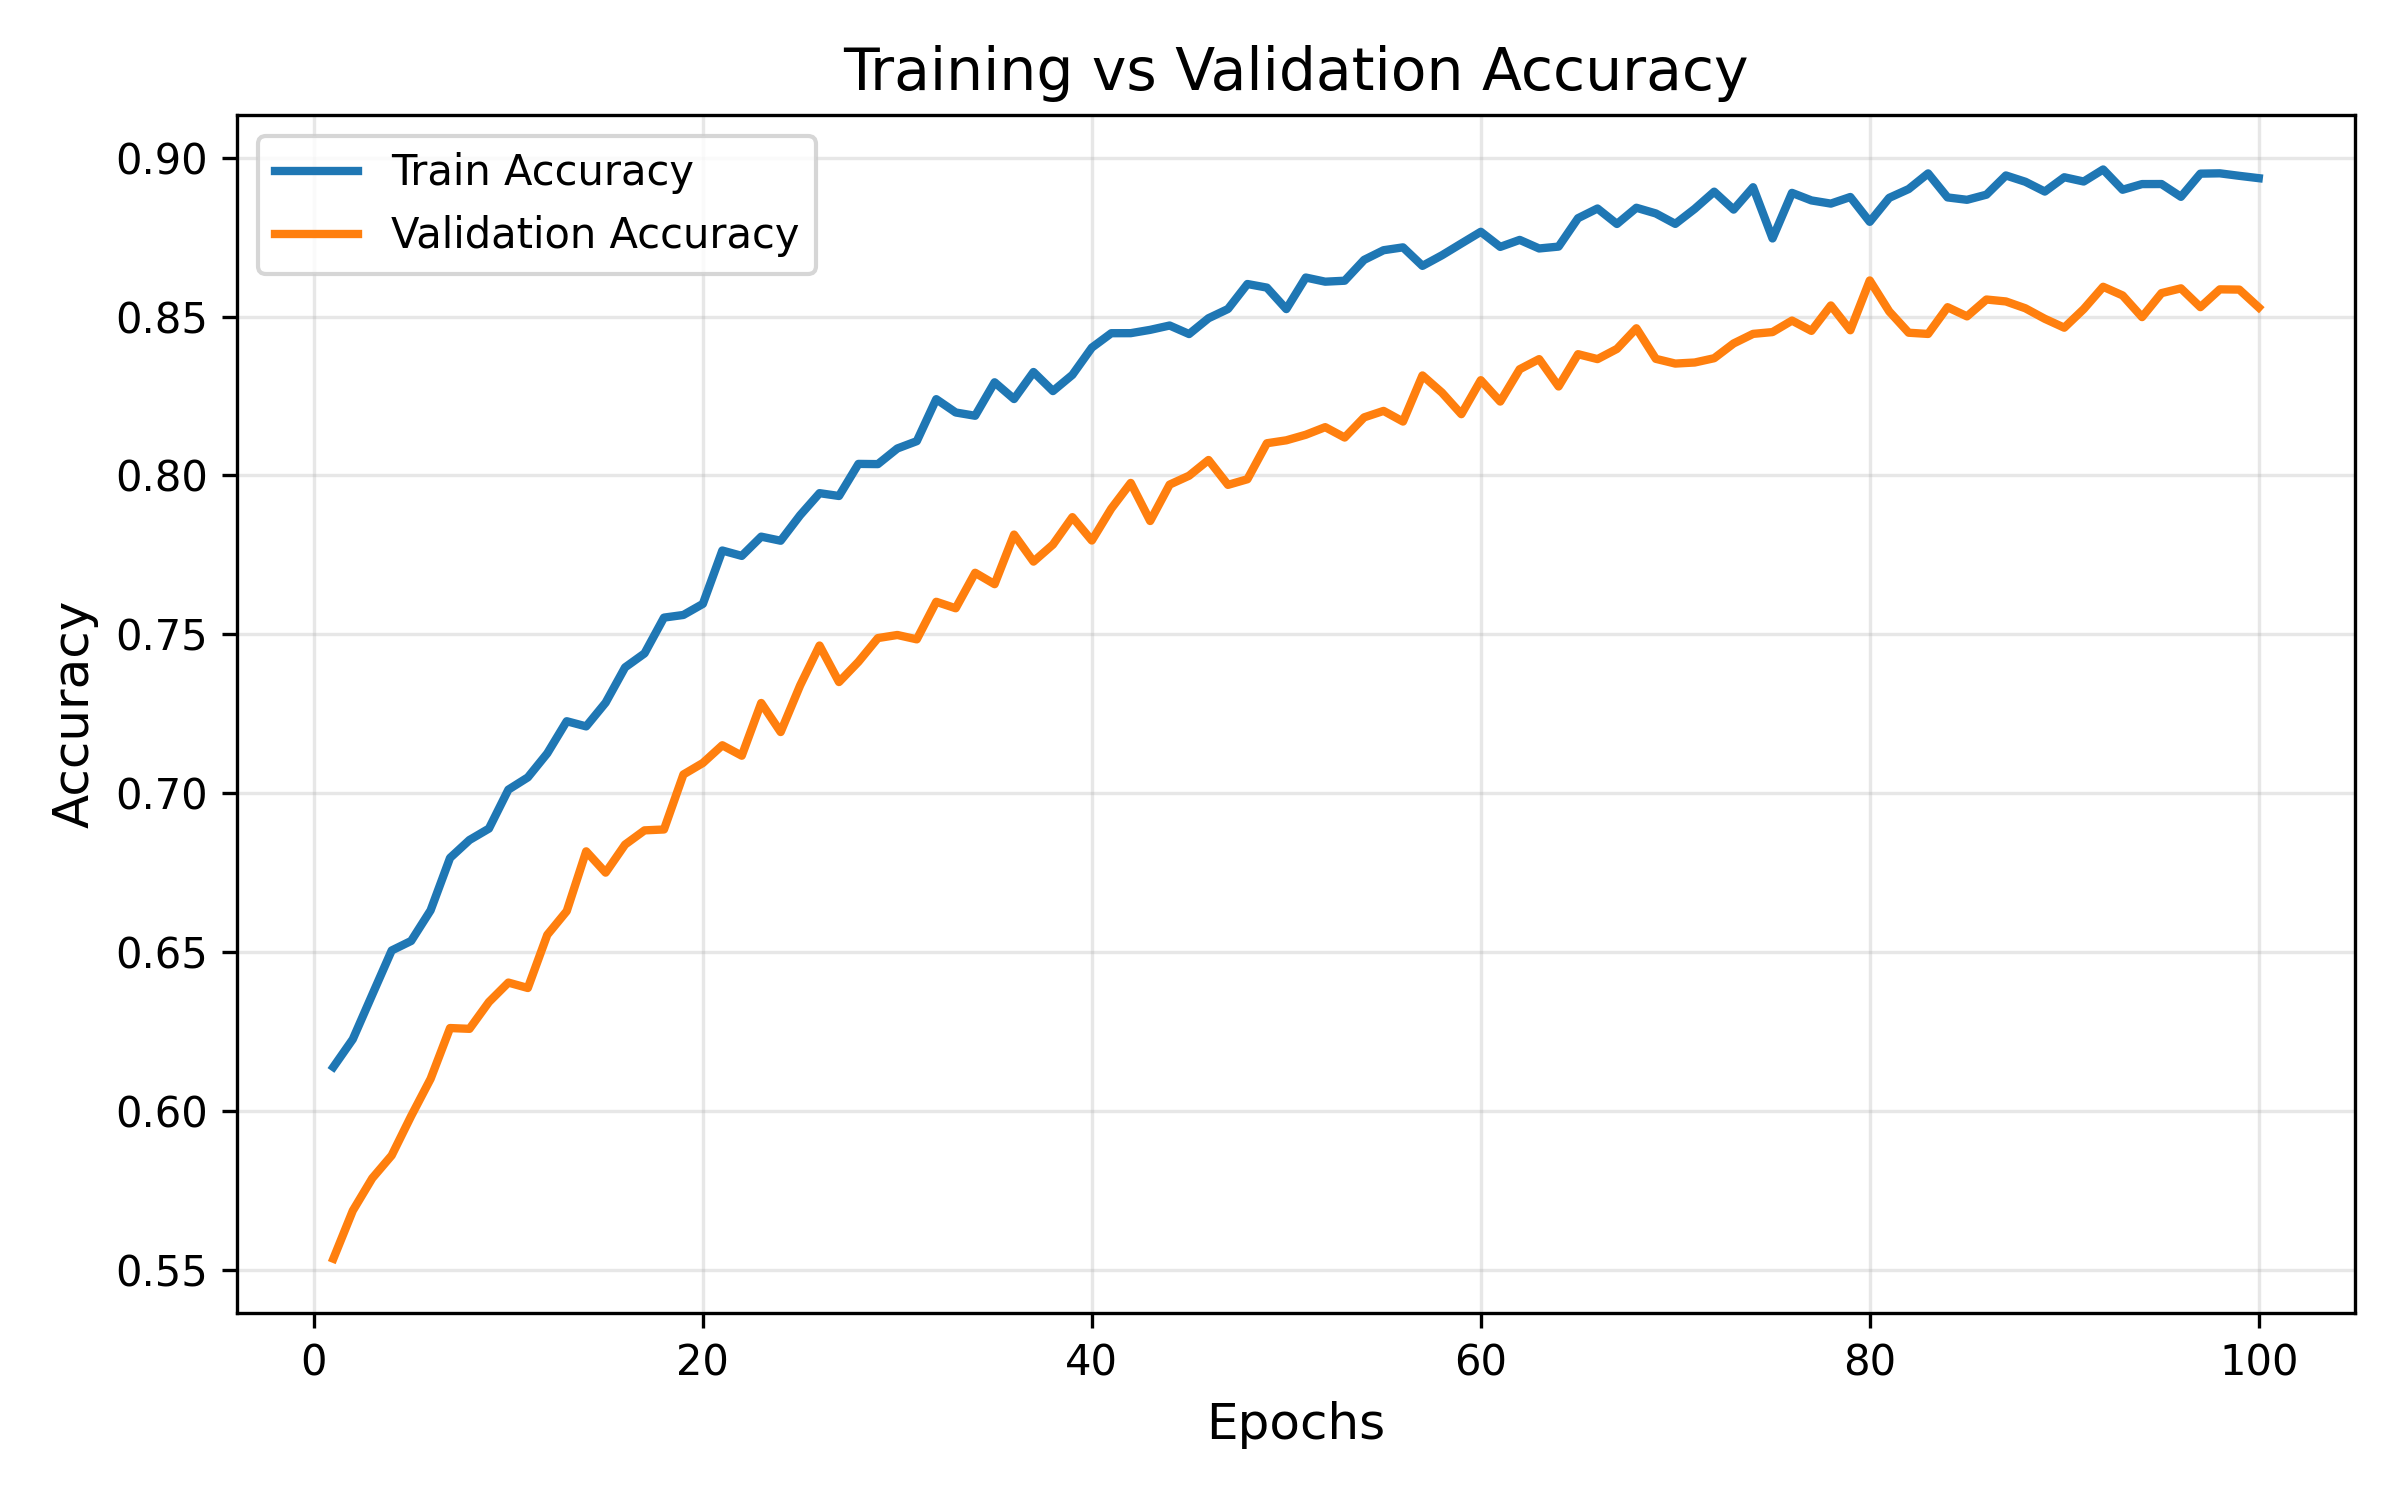 Training vs Validation Accuracy
Train Accuracy
Validation Accuracy
Accuracy
0.90
0.85
0.80
0.75
0.70
0.65
0.60
0.55
0 20 40 60 80 100
Epochs